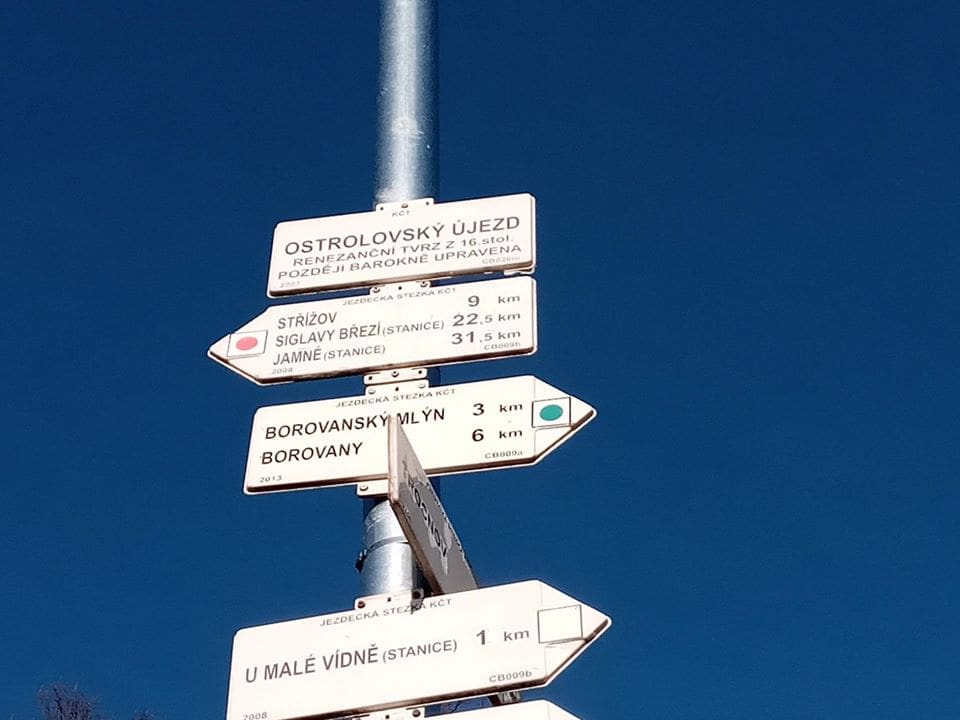 KČT
OSTROLOVSKÝ ÚJEZD
RENEZANČNÍ TVRZ Z 16.stol.
POZDĚJI BAROKNĚ UPRAVENA
2007
JEZDECKÁ STEZKA KČT
STŘÍŽOV 9 km
SIGLAVY BŘEZÍ (STANICE) 22,5 km
JAMNÉ (STANICE) 31,5 km
2008 CB009b
JEZDECKÁ STEZKA KČT
BOROVANSKÝ MLÝN 3 km
BOROVANY 6 km
2013 CB009a
JEZDECKÁ STEZKA KČT
U MALÉ VÍDNĚ (STANICE) 1 km
2008 CB009b